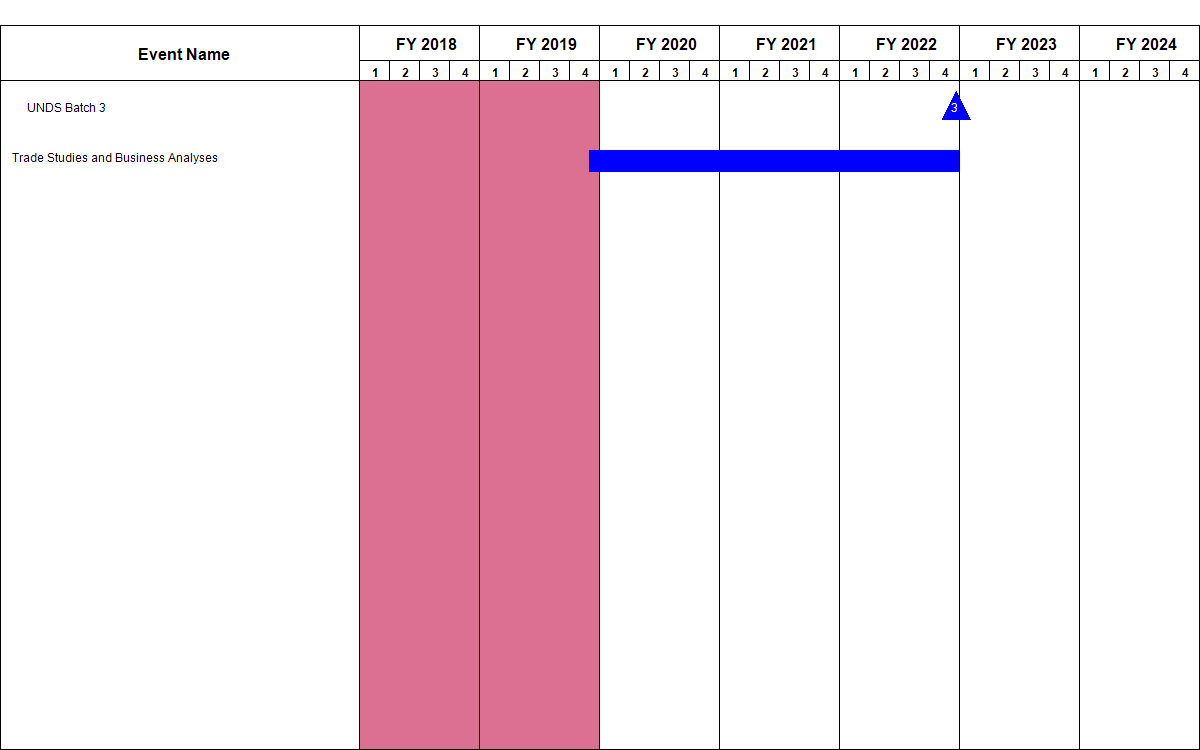 Event Name
FY 2018 FY 2019 FY 2020 FY 2021 FY 2022 FY 2023 FY 2024
1 2 3 4 1 2 3 4 1 2 3 4 1 2 3 4 1 2 3 4 1 2 3 4 1 2 3 4
UNDS Batch 3 3
Trade Studies and Business Analyses